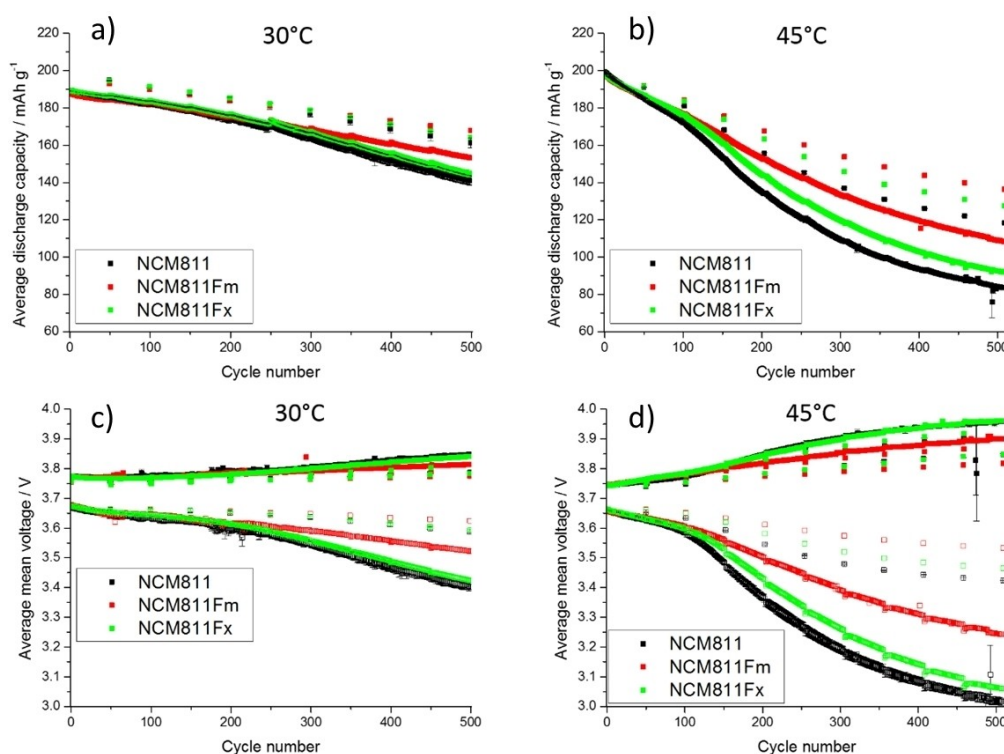 a)
30°C
Average discharge capacity / mAh g⁻¹
220
200
180
160
140
120
100
80
60
NCM811
NCM811Fm
NCM811Fx
0 100 200 300 400 500
Cycle number
b)
45°C
Average discharge capacity / mAh g⁻¹
220
200
180
160
140
120
100
80
60
NCM811
NCM811Fm
NCM811Fx
0 100 200 300 400 500
Cycle number
c)
30°C
Average mean voltage / V
4.0
3.9
3.8
3.7
3.6
3.5
3.4
3.3
3.2
3.1
3.0
NCM811
NCM811Fm
NCM811Fx
0 100 200 300 400 500
Cycle number
d)
45°C
Average mean voltage / V
4.0
3.9
3.8
3.7
3.6
3.5
3.4
3.3
3.2
3.1
3.0
NCM811
NCM811Fm
NCM811Fx
0 100 200 300 400 500
Cycle number